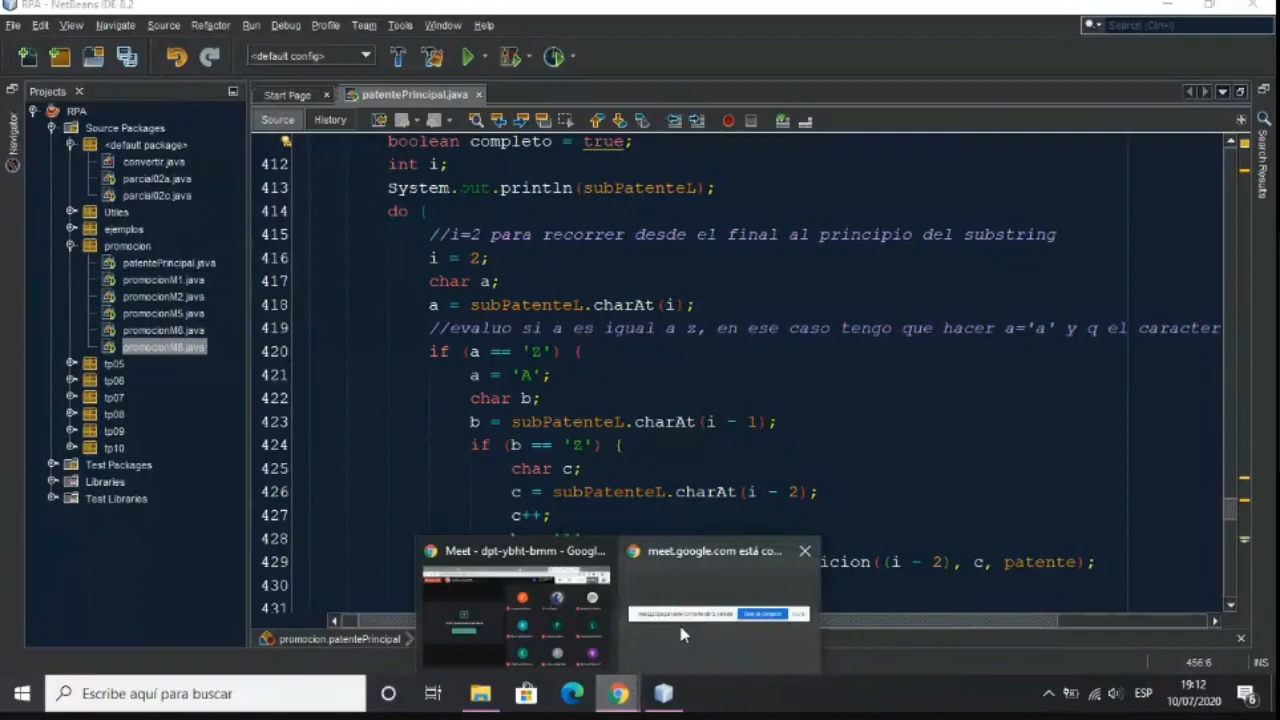 RPA - NetBeans IDE 8.2
File Edit View Navigate Source Refactor Run Debug Profile Team Tools Window Help
Search (Ctrl+I)
<default config>
Projects
Start Page
patentePrincipal.java
Navigator
Search Results
Source History
RPA
Source Packages
<default package>
convertir.java
parcial02a.java
parcial02c.java
Utiles
ejemplos
promocion
patentePrincipal.java
promocionM1.java
promocionM2.java
promocionM5.java
promocionM6.java
promocionM8.java
tp05
tp06
tp07
tp08
tp09
tp10
Test Packages
Libraries
Test Libraries
boolean completo = true;
412 int i;
413 System.out.println(subPatenteL);
414 do {
415 //i=2 para recorrer desde el final al principio del substring
416 i = 2;
417 char a;
418 a = subPatenteL.charAt(i);
419 //evaluo si a es igual a z, en ese caso tengo que hacer a='a' y q el caracter
420 if (a == 'Z') {
421 a = 'A';
422 char b;
423 b = subPatenteL.charAt(i - 1);
424 if (b == 'Z') {
425 char c;
426 c = subPatenteL.charAt(i - 2);
427 c++;
428
429 icion((i - 2), c, patente);
430
431
Meet - dpt-ybht-bmm - Googl...
meet.google.com está co...
promocion.patentePrincipal
456:6
INS
Escribe aquí para buscar
ESP
19:12
10/07/2020
6